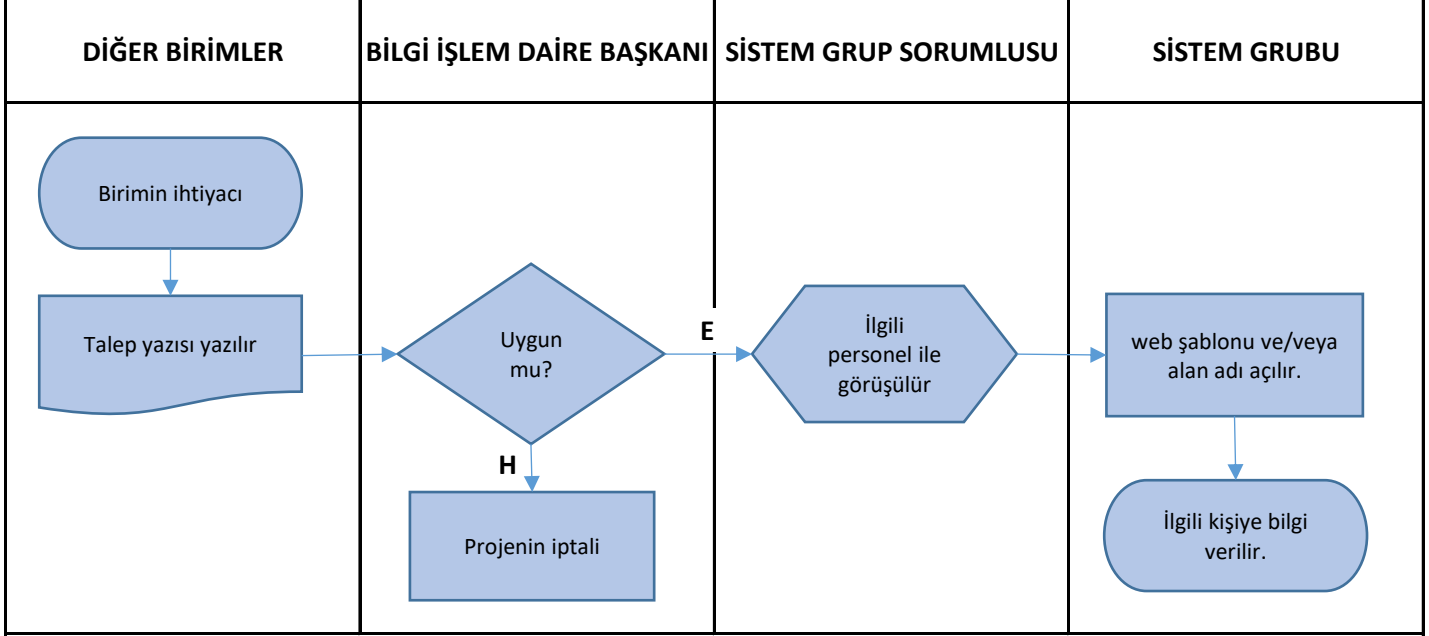 DİĞER BİRİMLER
BİLGİ İŞLEM DAİRE BAŞKANI
SİSTEM GRUP SORUMLUSU
SİSTEM GRUBU
Birimin ihtiyacı
Talep yazısı yazılır
Uygun
mu?
E
H
Projenin iptali
İlgili
personel ile
görüşülür
web şablonu ve/veya
alan adı açılır.
İlgili kişiye bilgi
verilir.